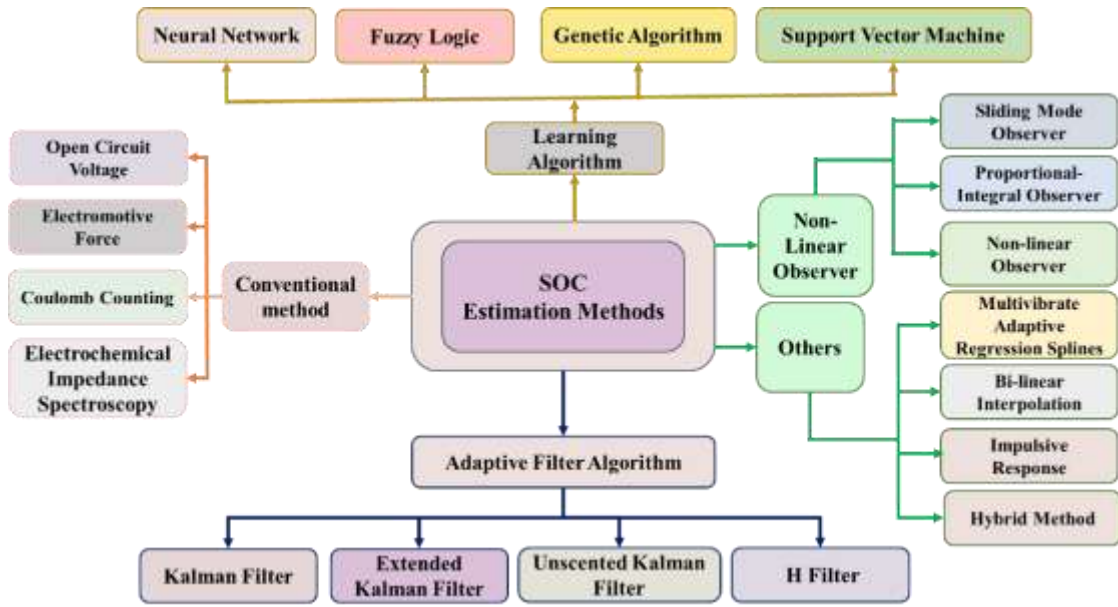 Neural Network
Fuzzy Logic
Genetic Algorithm
Support Vector Machine
Learning
Algorithm
Open Circuit
Voltage
Electromotive
Force
Coulomb Counting
Electrochemical
Impedance
Spectroscopy
Conventional
method
SOC
Estimation Methods
Non-
Linear
Observer
Others
Sliding Mode
Observer
Proportional-
Integral Observer
Non-linear
Observer
Multivibrate
Adaptive
Regression Splines
Bi-linear
Interpolation
Impulsive
Response
Hybrid Method
Adaptive Filter Algorithm
Kalman Filter
Extended
Kalman Filter
Unscented Kalman
Filter
H Filter